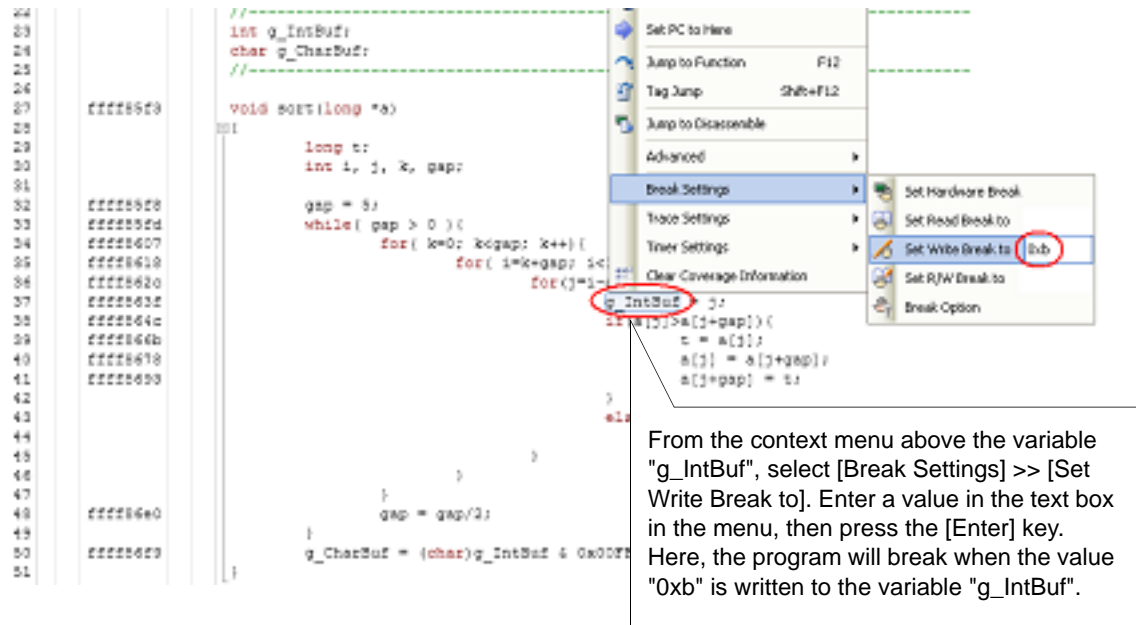 22 //
23 int g_IntBuf;
24 char g_CharBuf;
25 //
26
27 ffff85f3 void sort(long *a)
28 {
29 long t;
30 int i, j, k, gap;
31
32 ffff85f8 gap = 5;
33 ffff85fd while( gap > 0 ){
34 ffff8607 for( k=0; k<gap; k++){
35 ffff8618 for( i=k+gap; i<
36 ffff862c for(j=i-
37 ffff863f g_IntBuf = j;
38 ffff864c if(a[j]>a[j+gap]){
39 ffff866b t = a[j];
40 ffff8678 a[j] = a[j+gap];
41 ffff8693 a[j+gap] = t;
42 }
43 els
44
45 }
46 }
47 }
48 ffff86e0 gap = gap/2;
49 }
50 ffff86f3 g_CharBuf = (char)g_IntBuf & 0x00FF
51 }
Set PC to Here
Jump to Function F12
Tag Jump Shift+F12
Jump to Disassemble
Advanced
Break Settings
Trace Settings
Timer Settings
Clear Coverage Information
Set Hardware Break
Set Read Break to
Set Write Break to 0xb
Set R/W Break to
Break Option
From the context menu above the variable
"g_IntBuf", select [Break Settings] >> [Set
Write Break to]. Enter a value in the text box
in the menu, then press the [Enter] key.
Here, the program will break when the value
"0xb" is written to the variable "g_IntBuf".